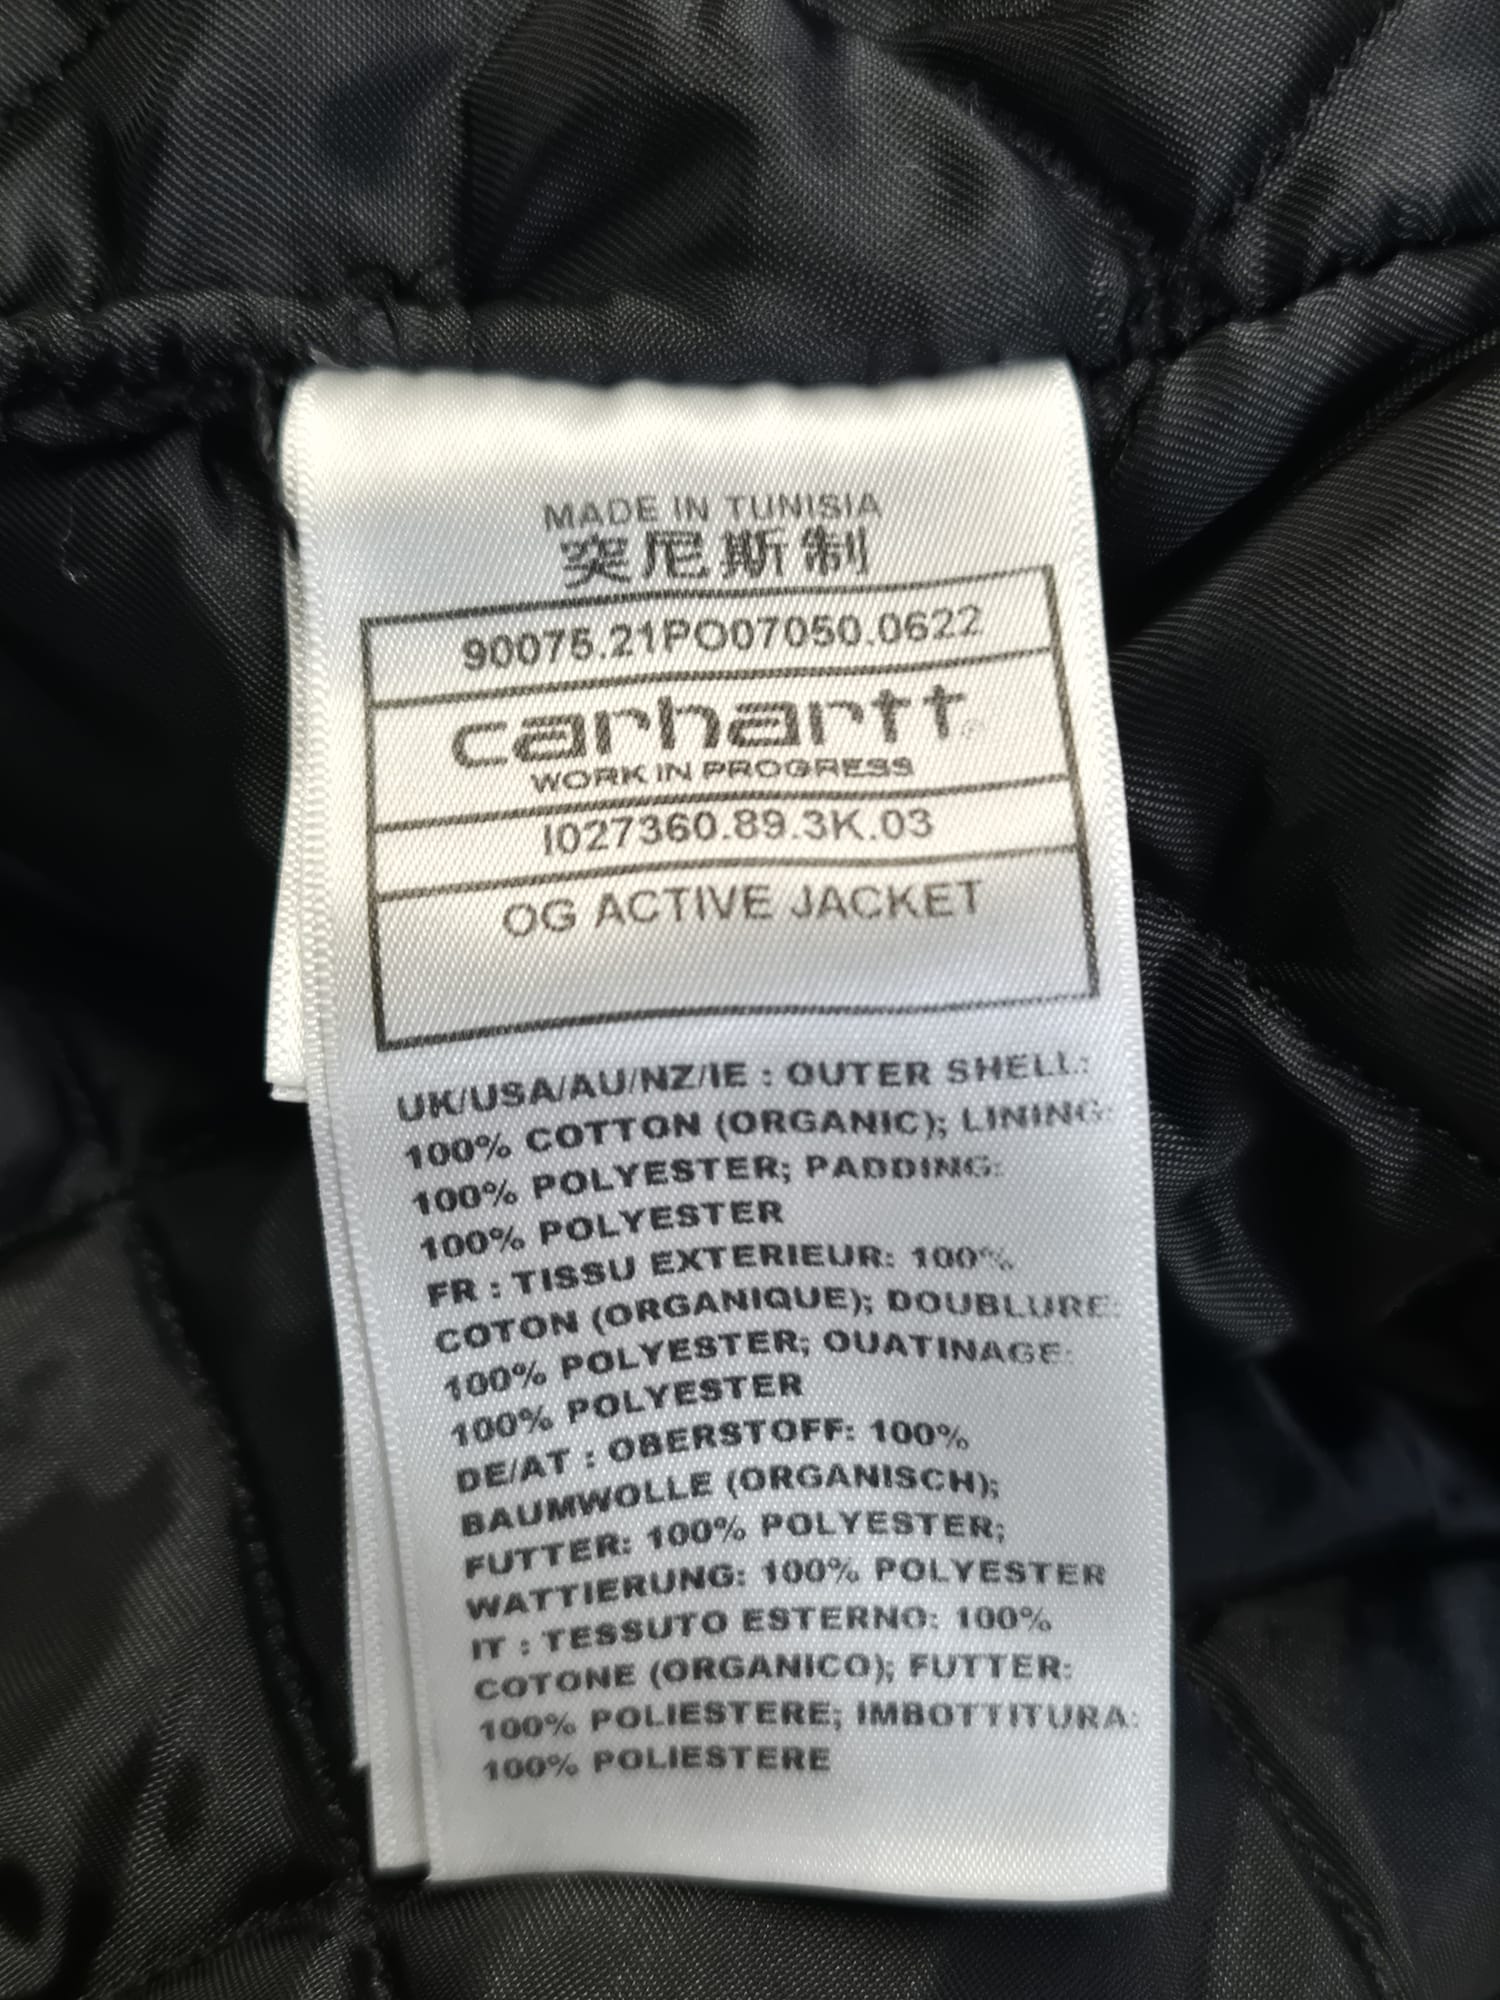 MADE IN TUNISIA
突尼斯制
90075.21PO07050.0622
carhartt®
WORK IN PROGRESS
I027360.89.3K.03
OG ACTIVE JACKET
UK/USA/AU/NZ/IE : OUTER SHELL:
100% COTTON (ORGANIC); LINING:
100% POLYESTER; PADDING:
100% POLYESTER
FR : TISSU EXTERIEUR: 100%
COTON (ORGANIQUE); DOUBLURE:
100% POLYESTER; OUATINAGE:
100% POLYESTER
DE/AT : OBERSTOFF: 100%
BAUMWOLLE (ORGANISCH);
FUTTER: 100% POLYESTER;
WATTIERUNG: 100% POLYESTER
IT : TESSUTO ESTERNO: 100%
COTONE (ORGANICO); FUTTER:
100% POLIESTERE; IMBOTTITURA:
100% POLIESTERE